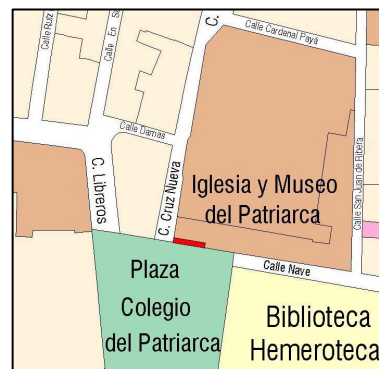 C.
Calle Cardenal Payá
Calle Ruiz
Calle En
Calle Damas
C. Libreros
C. Cruz Nueva
Iglesia y Museo
del Patriarca
Calle San Juan de Ribera
Calle Nave
Plaza
Colegio
del Patriarca
Biblioteca
Hemeroteca